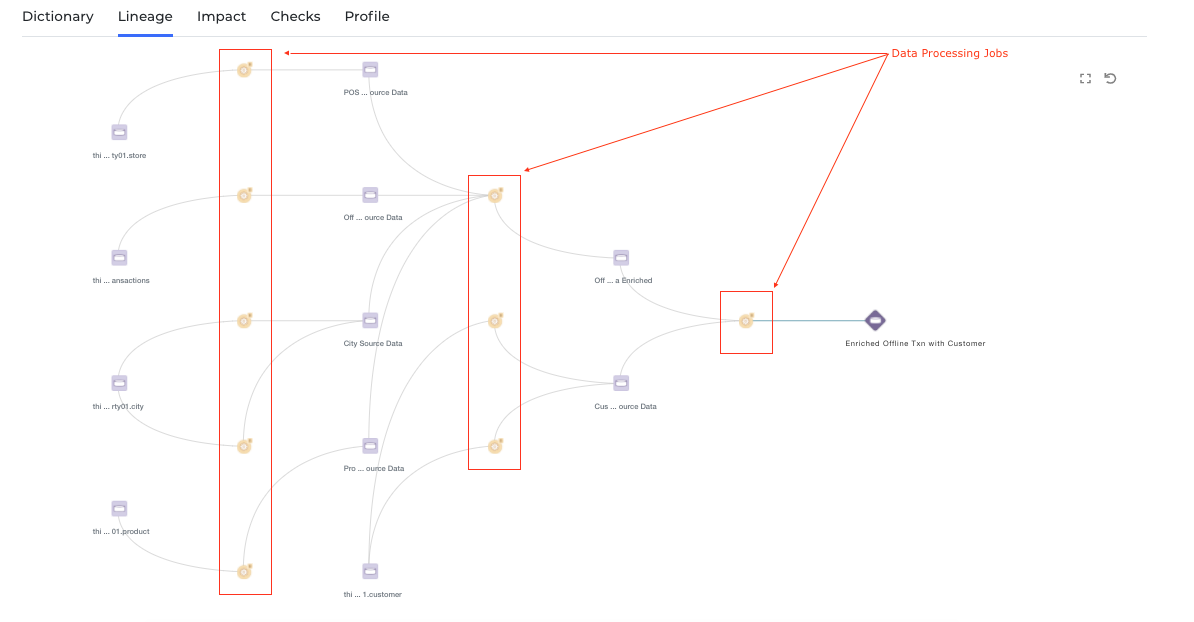 Dictionary Lineage Impact Checks Profile
Data Processing Jobs
POS ... ource Data
thi ... ty01.store
Off ... ource Data
thi ... ansactions
Off ... a Enriched
City Source Data
Enriched Offline Txn with Customer
thi ... rty01.city
Cus ... ource Data
Pro ... ource Data
thi ... 01.product
thi ... 1.customer